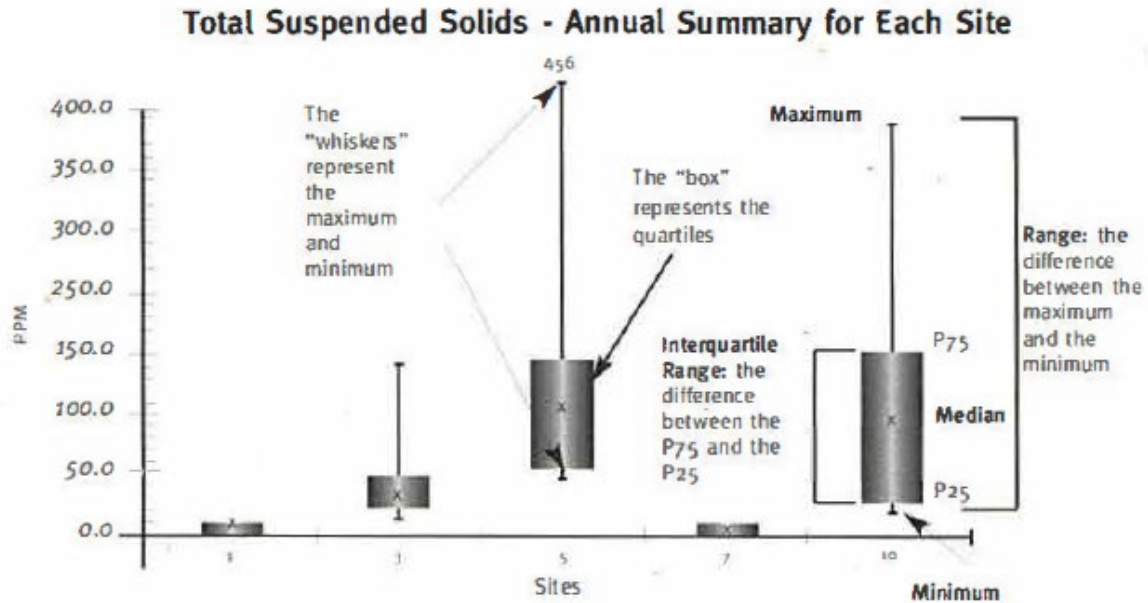 Total Suspended Solids - Annual Summary for Each Site
456
400.0
350.0
300.0
250.0
150.0
100.0
50.0
0.0
PPM
The
"whiskers"
represent
the
maximum
and
minimum
The "box"
represents the
quartiles
Interquartile
Range: the
difference
between the
P75 and the
P25
Maximum
P75
Median
P25
Range: the
difference
between the
maximum
and the
minimum
1 3 5 7 10
Sites
Minimum